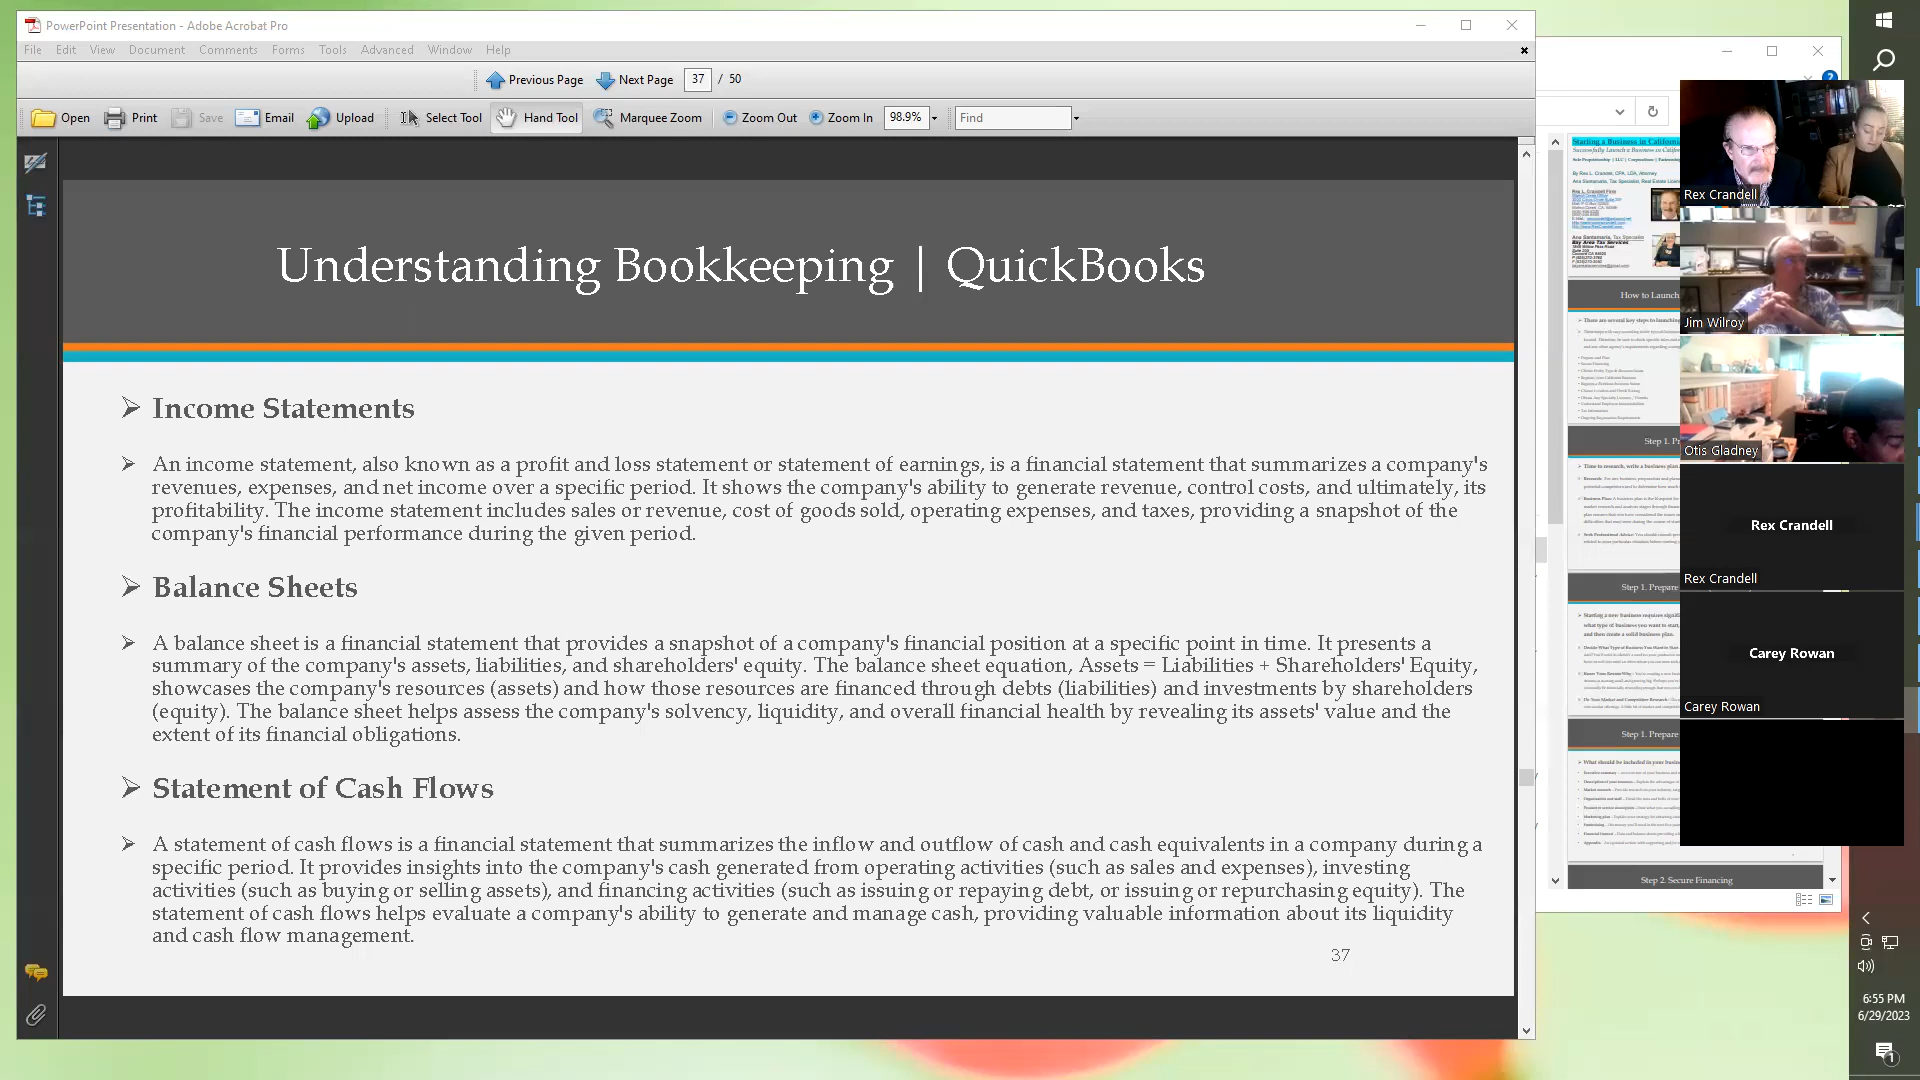 PowerPoint Presentation - Adobe Acrobat Pro
File Edit View Document Comments Forms Tools Advanced Window Help
Previous Page Next Page 37 / 50
Open Print Save Email Upload Select Tool Hand Tool Marquee Zoom Zoom Out Zoom In 98.9% Find
Understanding Bookkeeping | QuickBooks
Income Statements
An income statement, also known as a profit and loss statement or statement of earnings, is a financial statement that summarizes a company's
revenues, expenses, and net income over a specific period. It shows the company's ability to generate revenue, control costs, and ultimately, its
profitability. The income statement includes sales or revenue, cost of goods sold, operating expenses, and taxes, providing a snapshot of the
company's financial performance during the given period.
Balance Sheets
A balance sheet is a financial statement that provides a snapshot of a company's financial position at a specific point in time. It presents a
summary of the company's assets, liabilities, and shareholders' equity. The balance sheet equation, Assets = Liabilities + Shareholders' Equity,
showcases the company's resources (assets) and how those resources are financed through debts (liabilities) and investments by shareholders
(equity). The balance sheet helps assess the company's solvency, liquidity, and overall financial health by revealing its assets' value and the
extent of its financial obligations.
Statement of Cash Flows
A statement of cash flows is a financial statement that summarizes the inflow and outflow of cash and cash equivalents in a company during a
specific period. It provides insights into the company's cash generated from operating activities (such as sales and expenses), investing
activities (such as buying or selling assets), and financing activities (such as issuing or repaying debt, or issuing or repurchasing equity). The
statement of cash flows helps evaluate a company's ability to generate and manage cash, providing valuable information about its liquidity
and cash flow management.
37
Starting a Business in California
How to Launch
Step 1. Prepare
Step 1. Prepare
Step 2. Secure Financing
Rex Crandell
Jim Wilroy
Otis Gladney
Rex Crandell
Rex Crandell
Carey Rowan
Carey Rowan
6:55 PM
6/29/2023
1